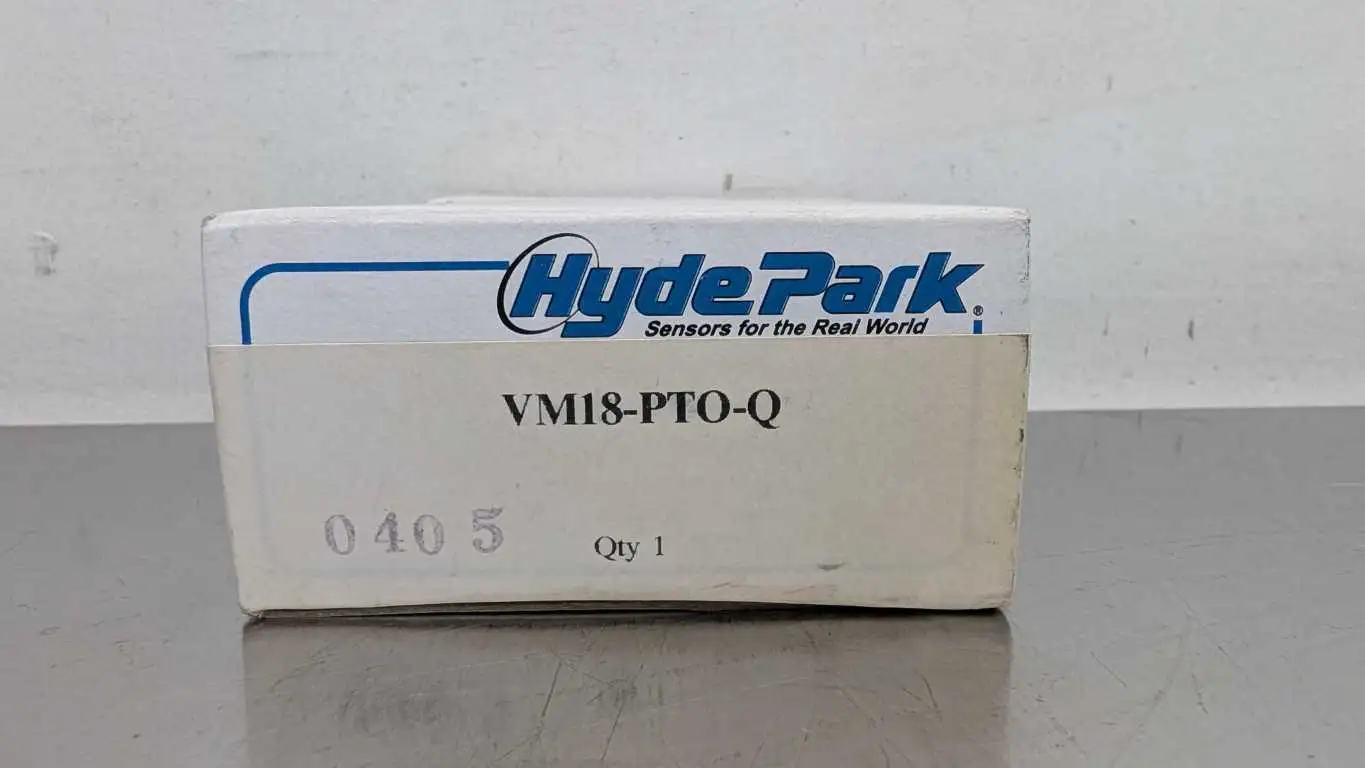 HydePark®
Sensors for the Real World
VM18-PTO-Q
0405
Qty 1